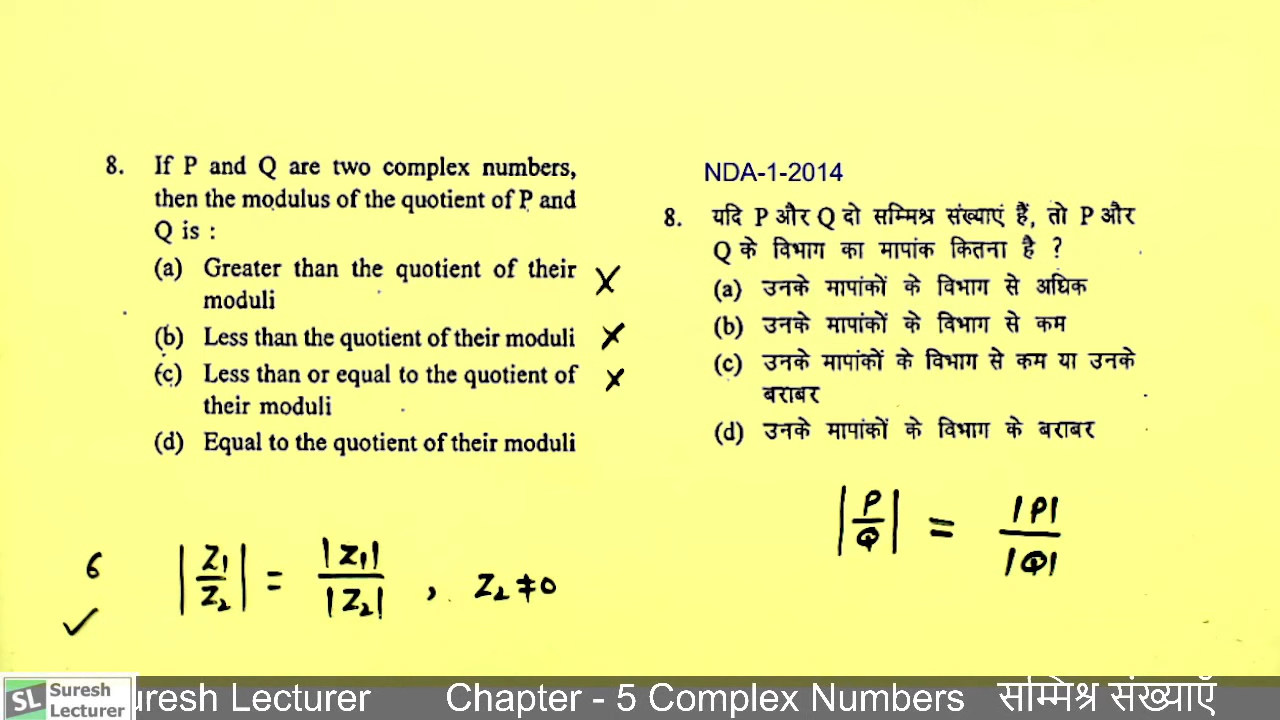 8. If P and Q are two complex numbers,
then the modulus of the quotient of P and
Q is :
(a) Greater than the quotient of their
moduli
(b) Less than the quotient of their moduli
(c) Less than or equal to the quotient of
their moduli
(d) Equal to the quotient of their moduli
NDA-1-2014
8. यदि P और Q दो सम्मिश्र संख्याएं हैं, तो P और
Q के विभाग का मापांक कितना है ?
(a) उनके मापांकों के विभाग से अधिक
(b) उनके मापांकों के विभाग से कम
(c) उनके मापांकों के विभाग से कम या उनके
बराबर
(d) उनके मापांकों के विभाग के बराबर
|P/Q| = |P|/|Q|
6
|Z₁/Z₂| = |Z₁|/|Z₂| , Z₂ ≠ 0
SL Suresh
Lecturer
uresh Lecturer Chapter - 5 Complex Numbers सम्मिश्र संख्याएँ